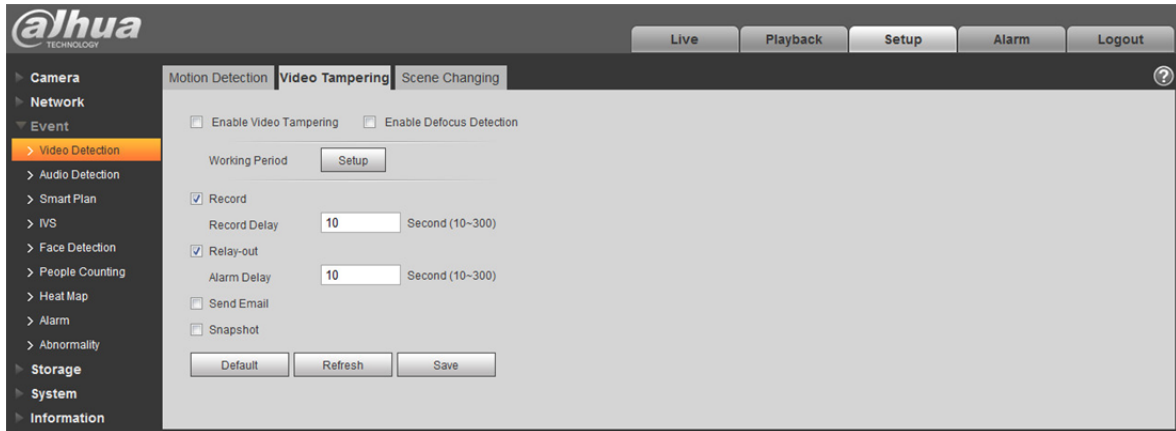 alhua
TECHNOLOGY
Live Playback Setup Alarm Logout
Camera
Network
Event
Video Detection
Audio Detection
Smart Plan
IVS
Face Detection
People Counting
Heat Map
Alarm
Abnormality
Storage
System
Information
Motion Detection Video Tampering Scene Changing ?
Enable Video Tampering Enable Defocus Detection
Working Period Setup
Record
Record Delay 10 Second (10~300)
Relay-out
Alarm Delay 10 Second (10~300)
Send Email
Snapshot
Default Refresh Save